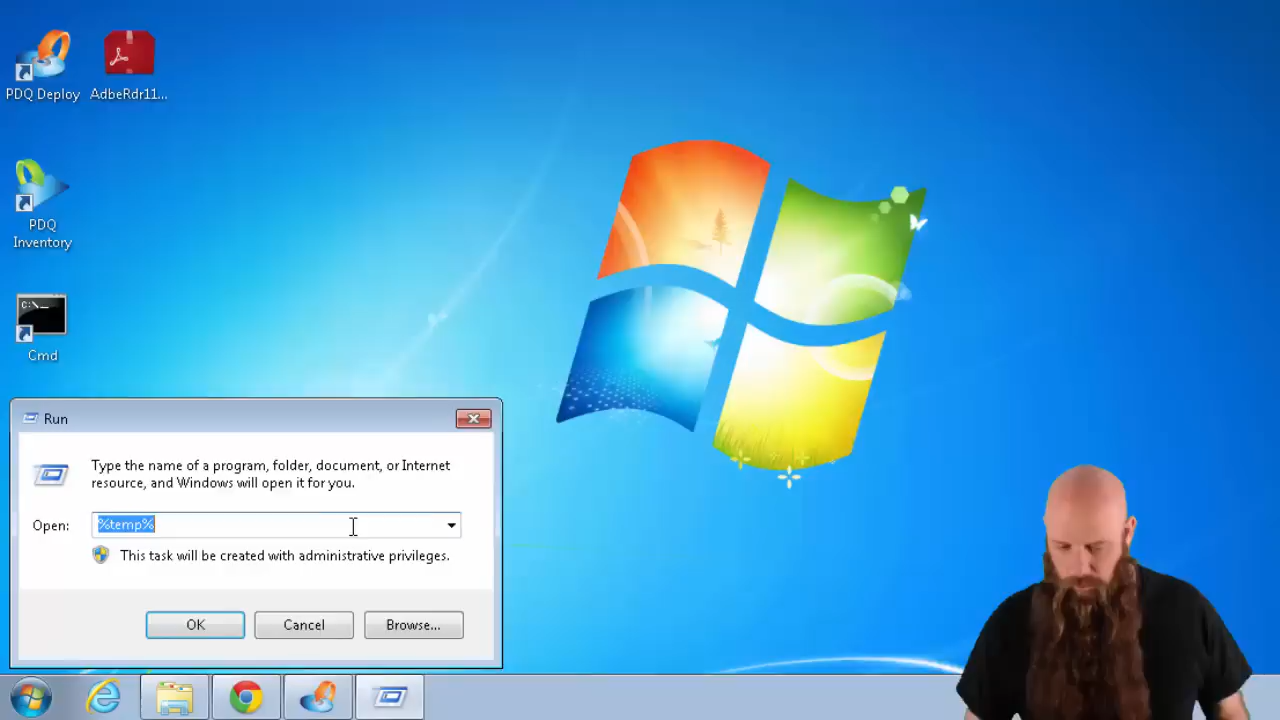 PDQ Deploy
AdbeRdr11...
PDQ
Inventory
C:\_
Cmd
Run
Type the name of a program, folder, document, or Internet
resource, and Windows will open it for you.
Open: %temp%
This task will be created with administrative privileges.
OK Cancel Browse...